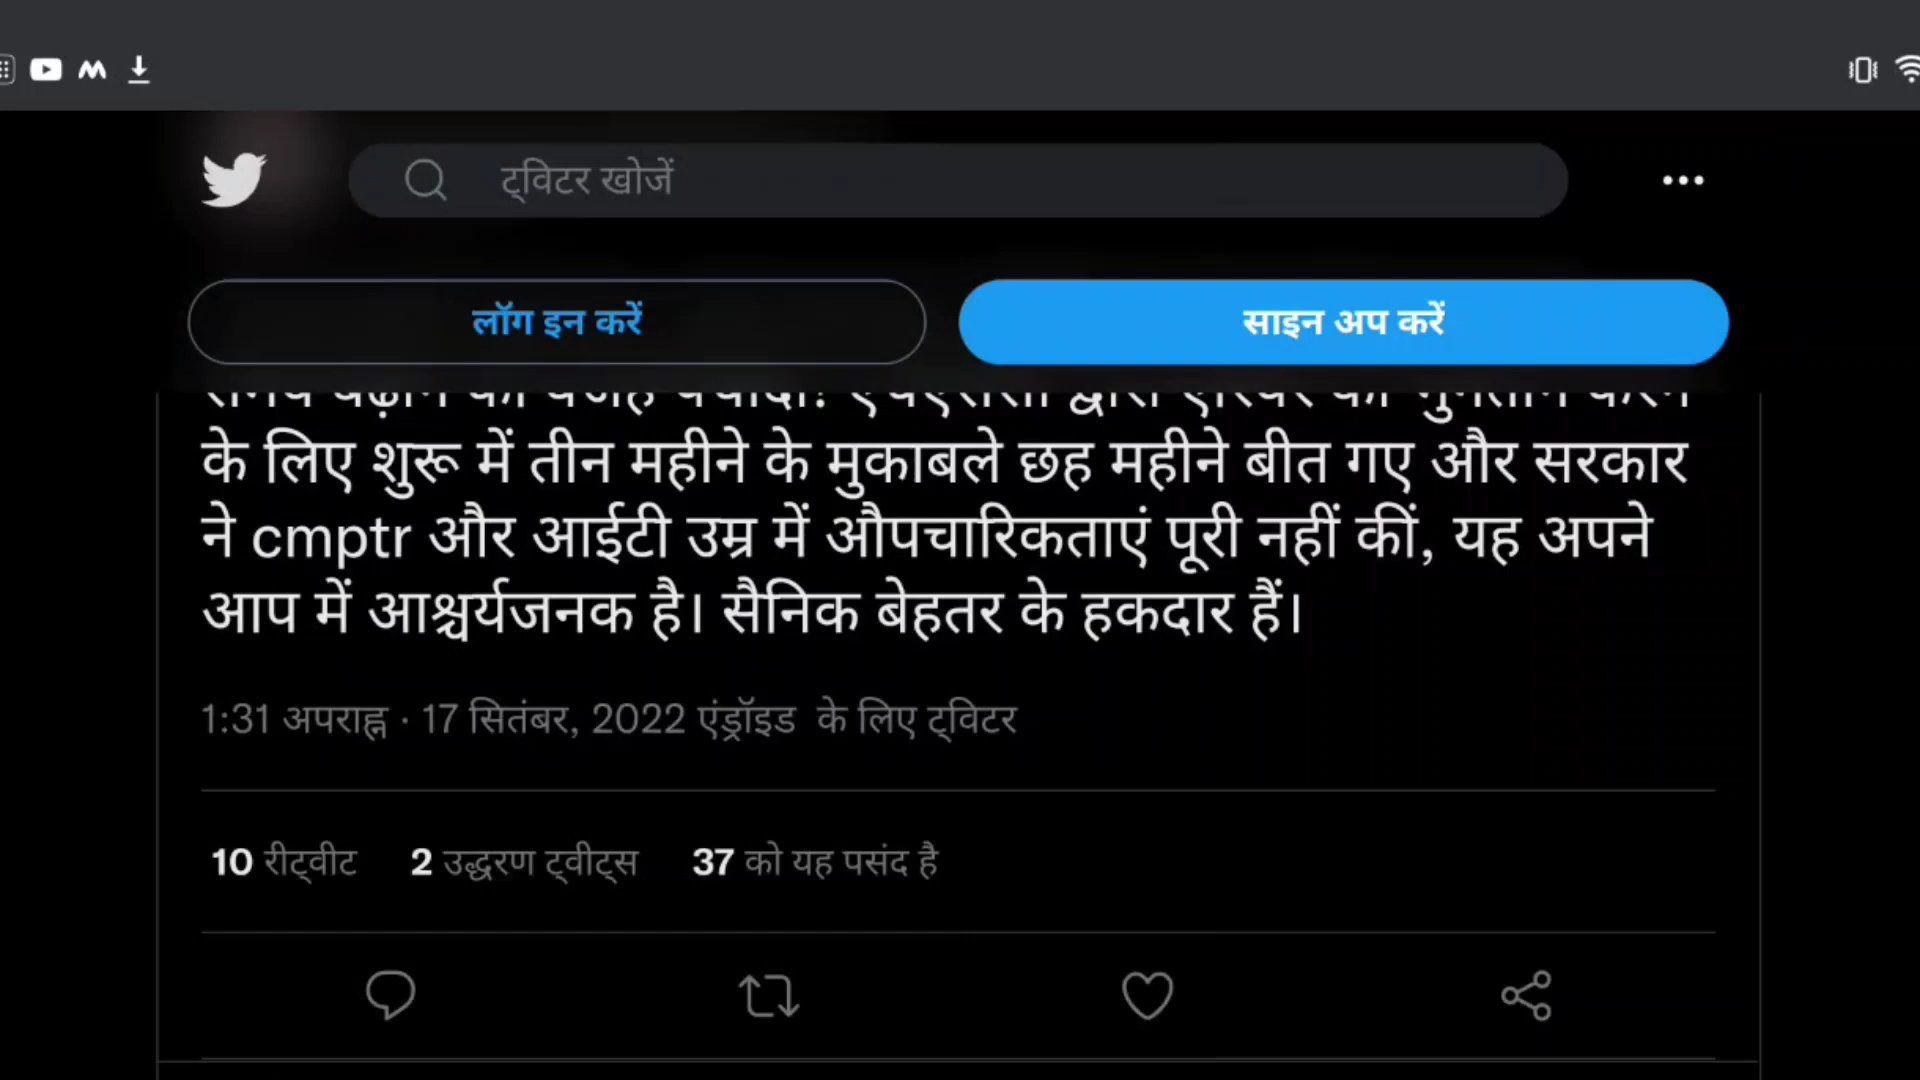 ट्विटर खोजें
लॉग इन करें
साइन अप करें
के लिए शुरू में तीन महीने के मुकाबले छह महीने बीत गए और सरकार
ने cmptr और आईटी उम्र में औपचारिकताएं पूरी नहीं कीं, यह अपने
आप में आश्चर्यजनक है। सैनिक बेहतर के हकदार हैं।
1:31 अपराह्न · 17 सितंबर, 2022 एंड्रॉइड के लिए ट्विटर
10 रीट्वीट 2 उद्धरण ट्वीट्स 37 को यह पसंद है